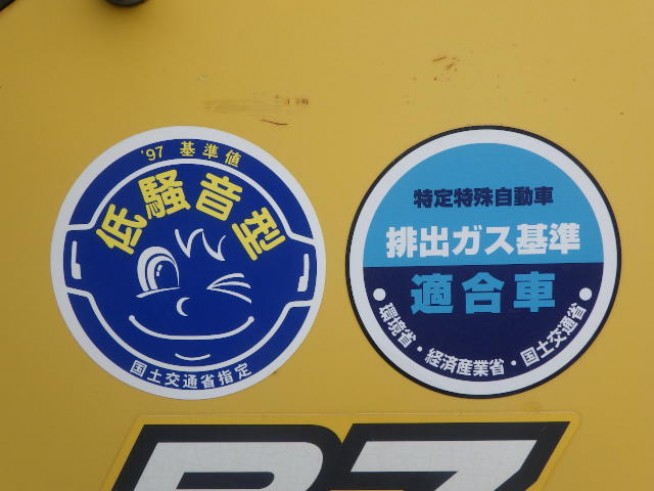 '97 基準値
低騒音型
国土交通省指定
特定特殊自動車
排出ガス基準
適合車
・環境省・経済産業省・国土交通省・